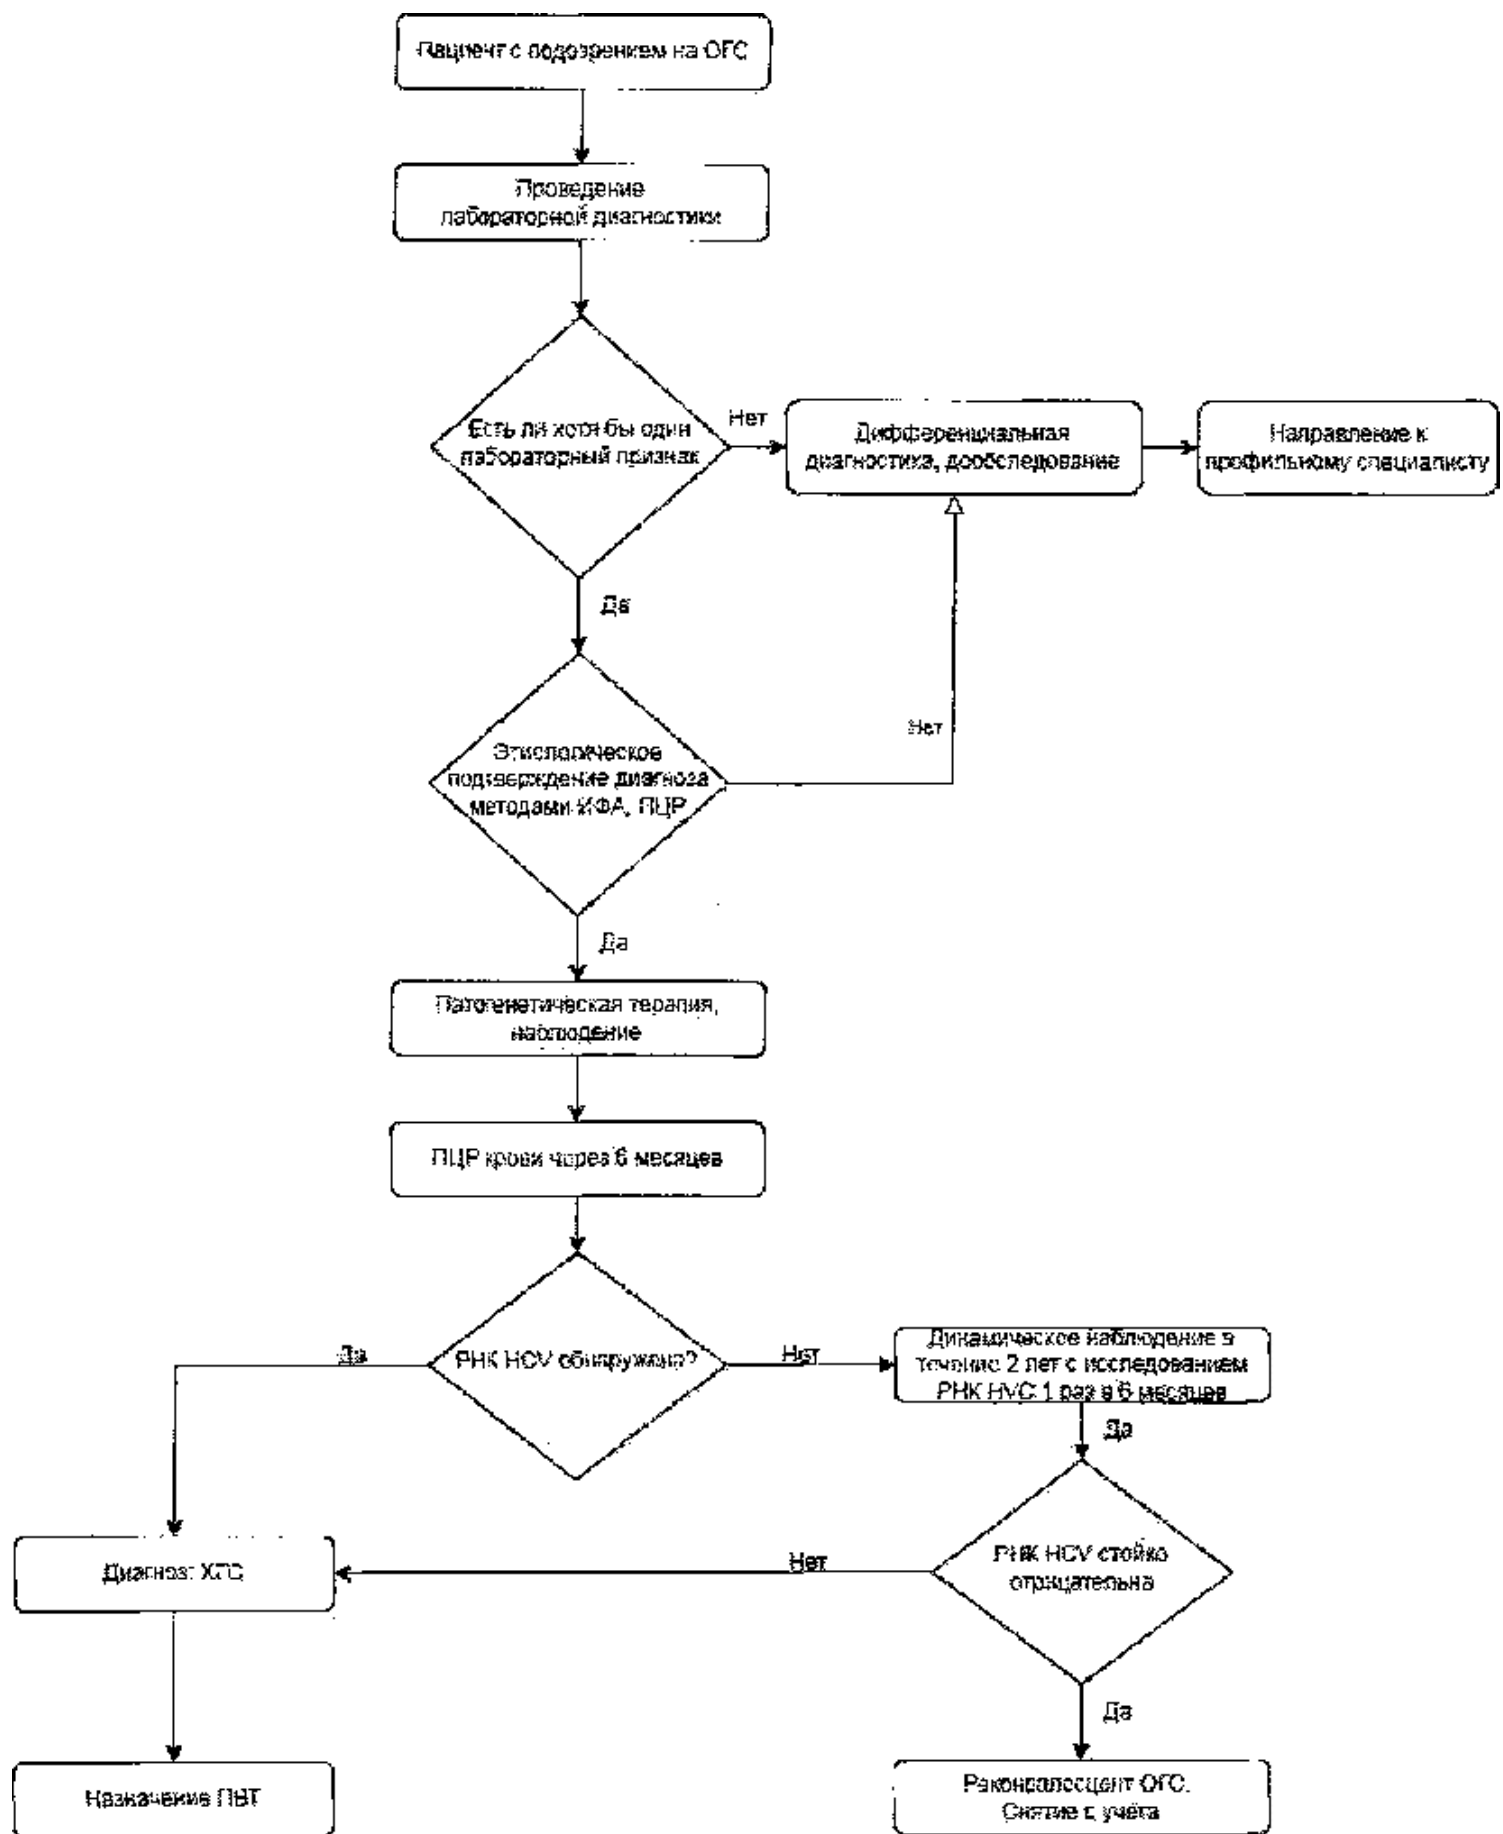 Пациент с подозрением на ОГС
Проведение
лабораторной диагностики
Есть ли хотя бы один
лабораторный признак
Нет
Дифференциальная
диагностика, дообследование
Направление к
профильному специалисту
Да
Этиологическое
подтверждение диагноза
методами ИФА, ПЦР
Нет
Да
Патогенетическая терапия,
наблюдение
ПЦР крови через 6 месяцев
РНК HCV обнаружена?
Да
Нет
Динамическое наблюдение в
течение 2 лет с исследованием
РНК HVC 1 раз в 6 месяцев
Да
РНК HCV стойко
отрицательна
Нет
Диагноз ХГС
Да
Назначение ПВТ
Реконвалесцент ОГС.
Снятие с учёта